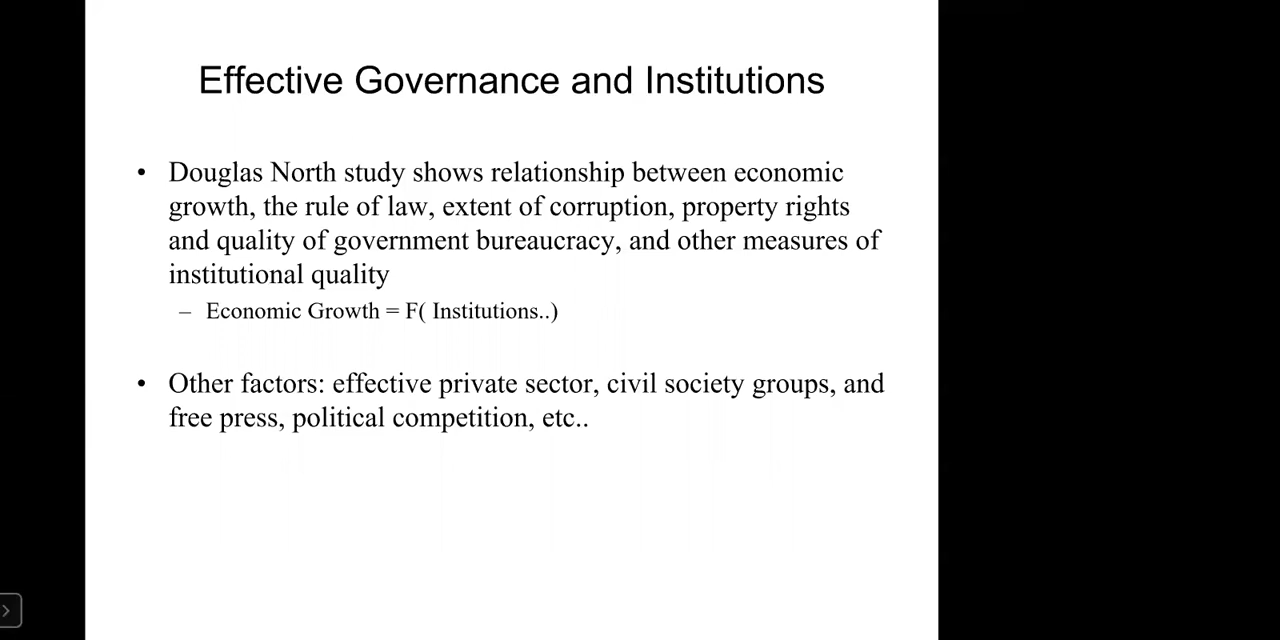 Effective Governance and Institutions
• Douglas North study shows relationship between economic
growth, the rule of law, extent of corruption, property rights
and quality of government bureaucracy, and other measures of
institutional quality
– Economic Growth = F( Institutions..)
• Other factors: effective private sector, civil society groups, and
free press, political competition, etc..